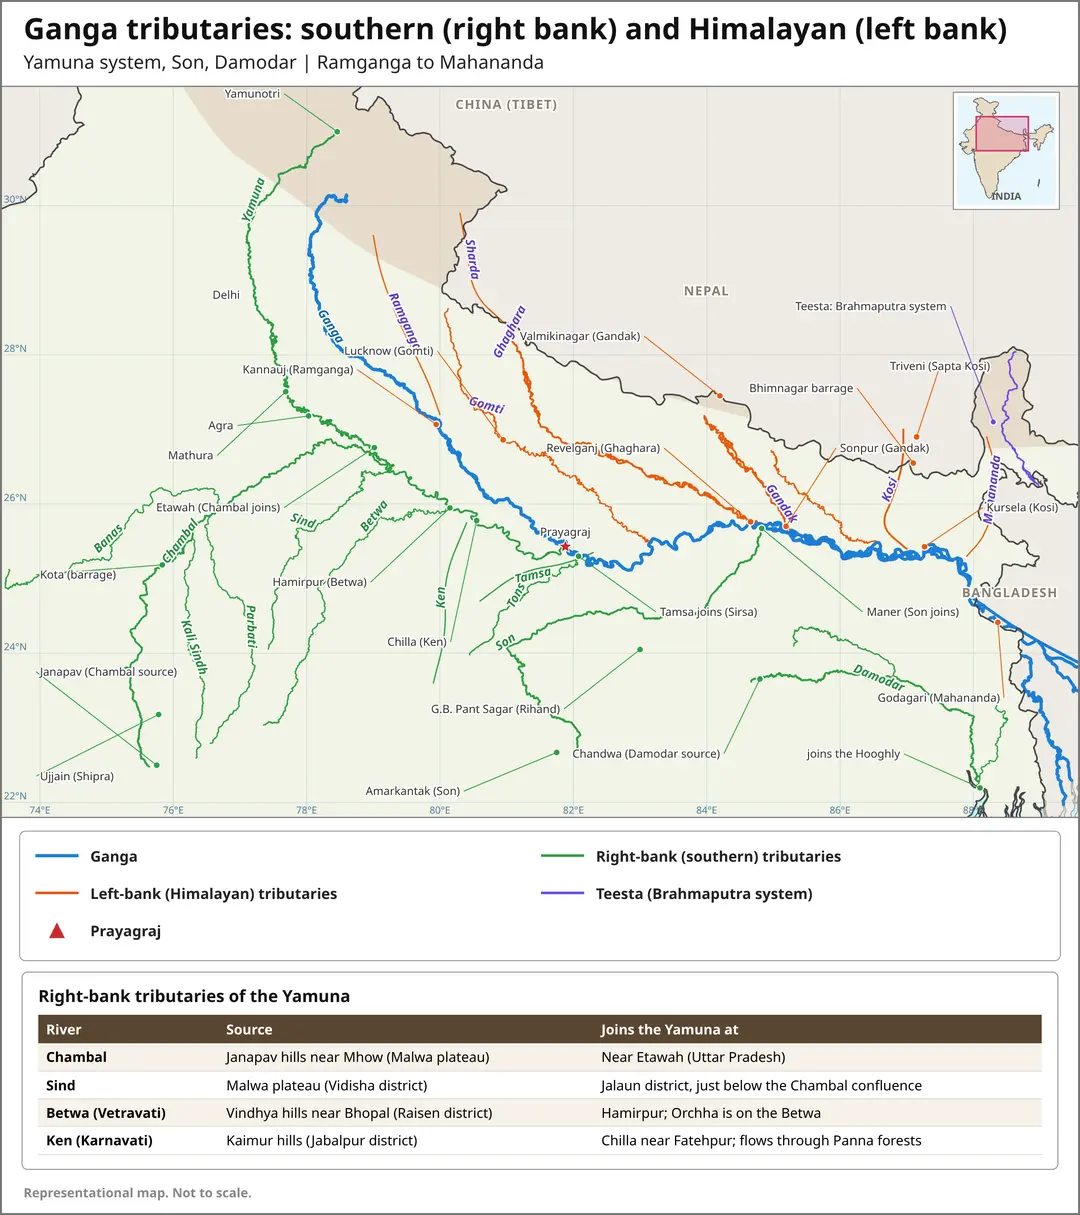 Ganga tributaries: southern (right bank) and Himalayan (left bank)
Yamuna system, Son, Damodar | Ramganga to Mahananda
Yamunotri
CHINA (TIBET)
INDIA
30°N
Yamuna
Sharda
Delhi
NEPAL
Ramganga
Ganga
Ghaghara
Teesta: Brahmaputra system
Valmikinagar (Gandak)
28°N
Lucknow (Gomti)
Kannauj (Ramganga)
Triveni (Sapta Kosi)
Bhimnagar barrage
Gomti
Agra
Mathura
Revelganj (Ghaghara)
Sonpur (Gandak)
26°N
Etawah (Chambal joins)
Gandak
Kosi
Mahananda
Kursela (Kosi)
Banas
Chambal
Sind
Betwa
Prayagraj
Kota (barrage)
Hamirpur (Betwa)
Ken
Tamsa
Tons
BANGLADESH
Tamsa joins (Sirsa)
Maner (Son joins)
Kali Sindh
Parbati
Chilla (Ken)
Son
24°N
Janapav (Chambal source)
Damodar
Godagari (Mahananda)
G.B. Pant Sagar (Rihand)
Chandwa (Damodar source)
joins the Hooghly
Ujjain (Shipra)
Amarkantak (Son)
22°N
74°E
76°E
78°E
80°E
82°E
84°E
86°E
88°E
Ganga
Right-bank (southern) tributaries
Left-bank (Himalayan) tributaries
Teesta (Brahmaputra system)
Prayagraj
Right-bank tributaries of the Yamuna
River Source Joins the Yamuna at
Chambal Janapav hills near Mhow (Malwa plateau) Near Etawah (Uttar Pradesh)
Sind Malwa plateau (Vidisha district) Jalaun district, just below the Chambal confluence
Betwa (Vetravati) Vindhya hills near Bhopal (Raisen district) Hamirpur; Orchha is on the Betwa
Ken (Karnavati) Kaimur hills (Jabalpur district) Chilla near Fatehpur; flows through Panna forests
Representational map. Not to scale.